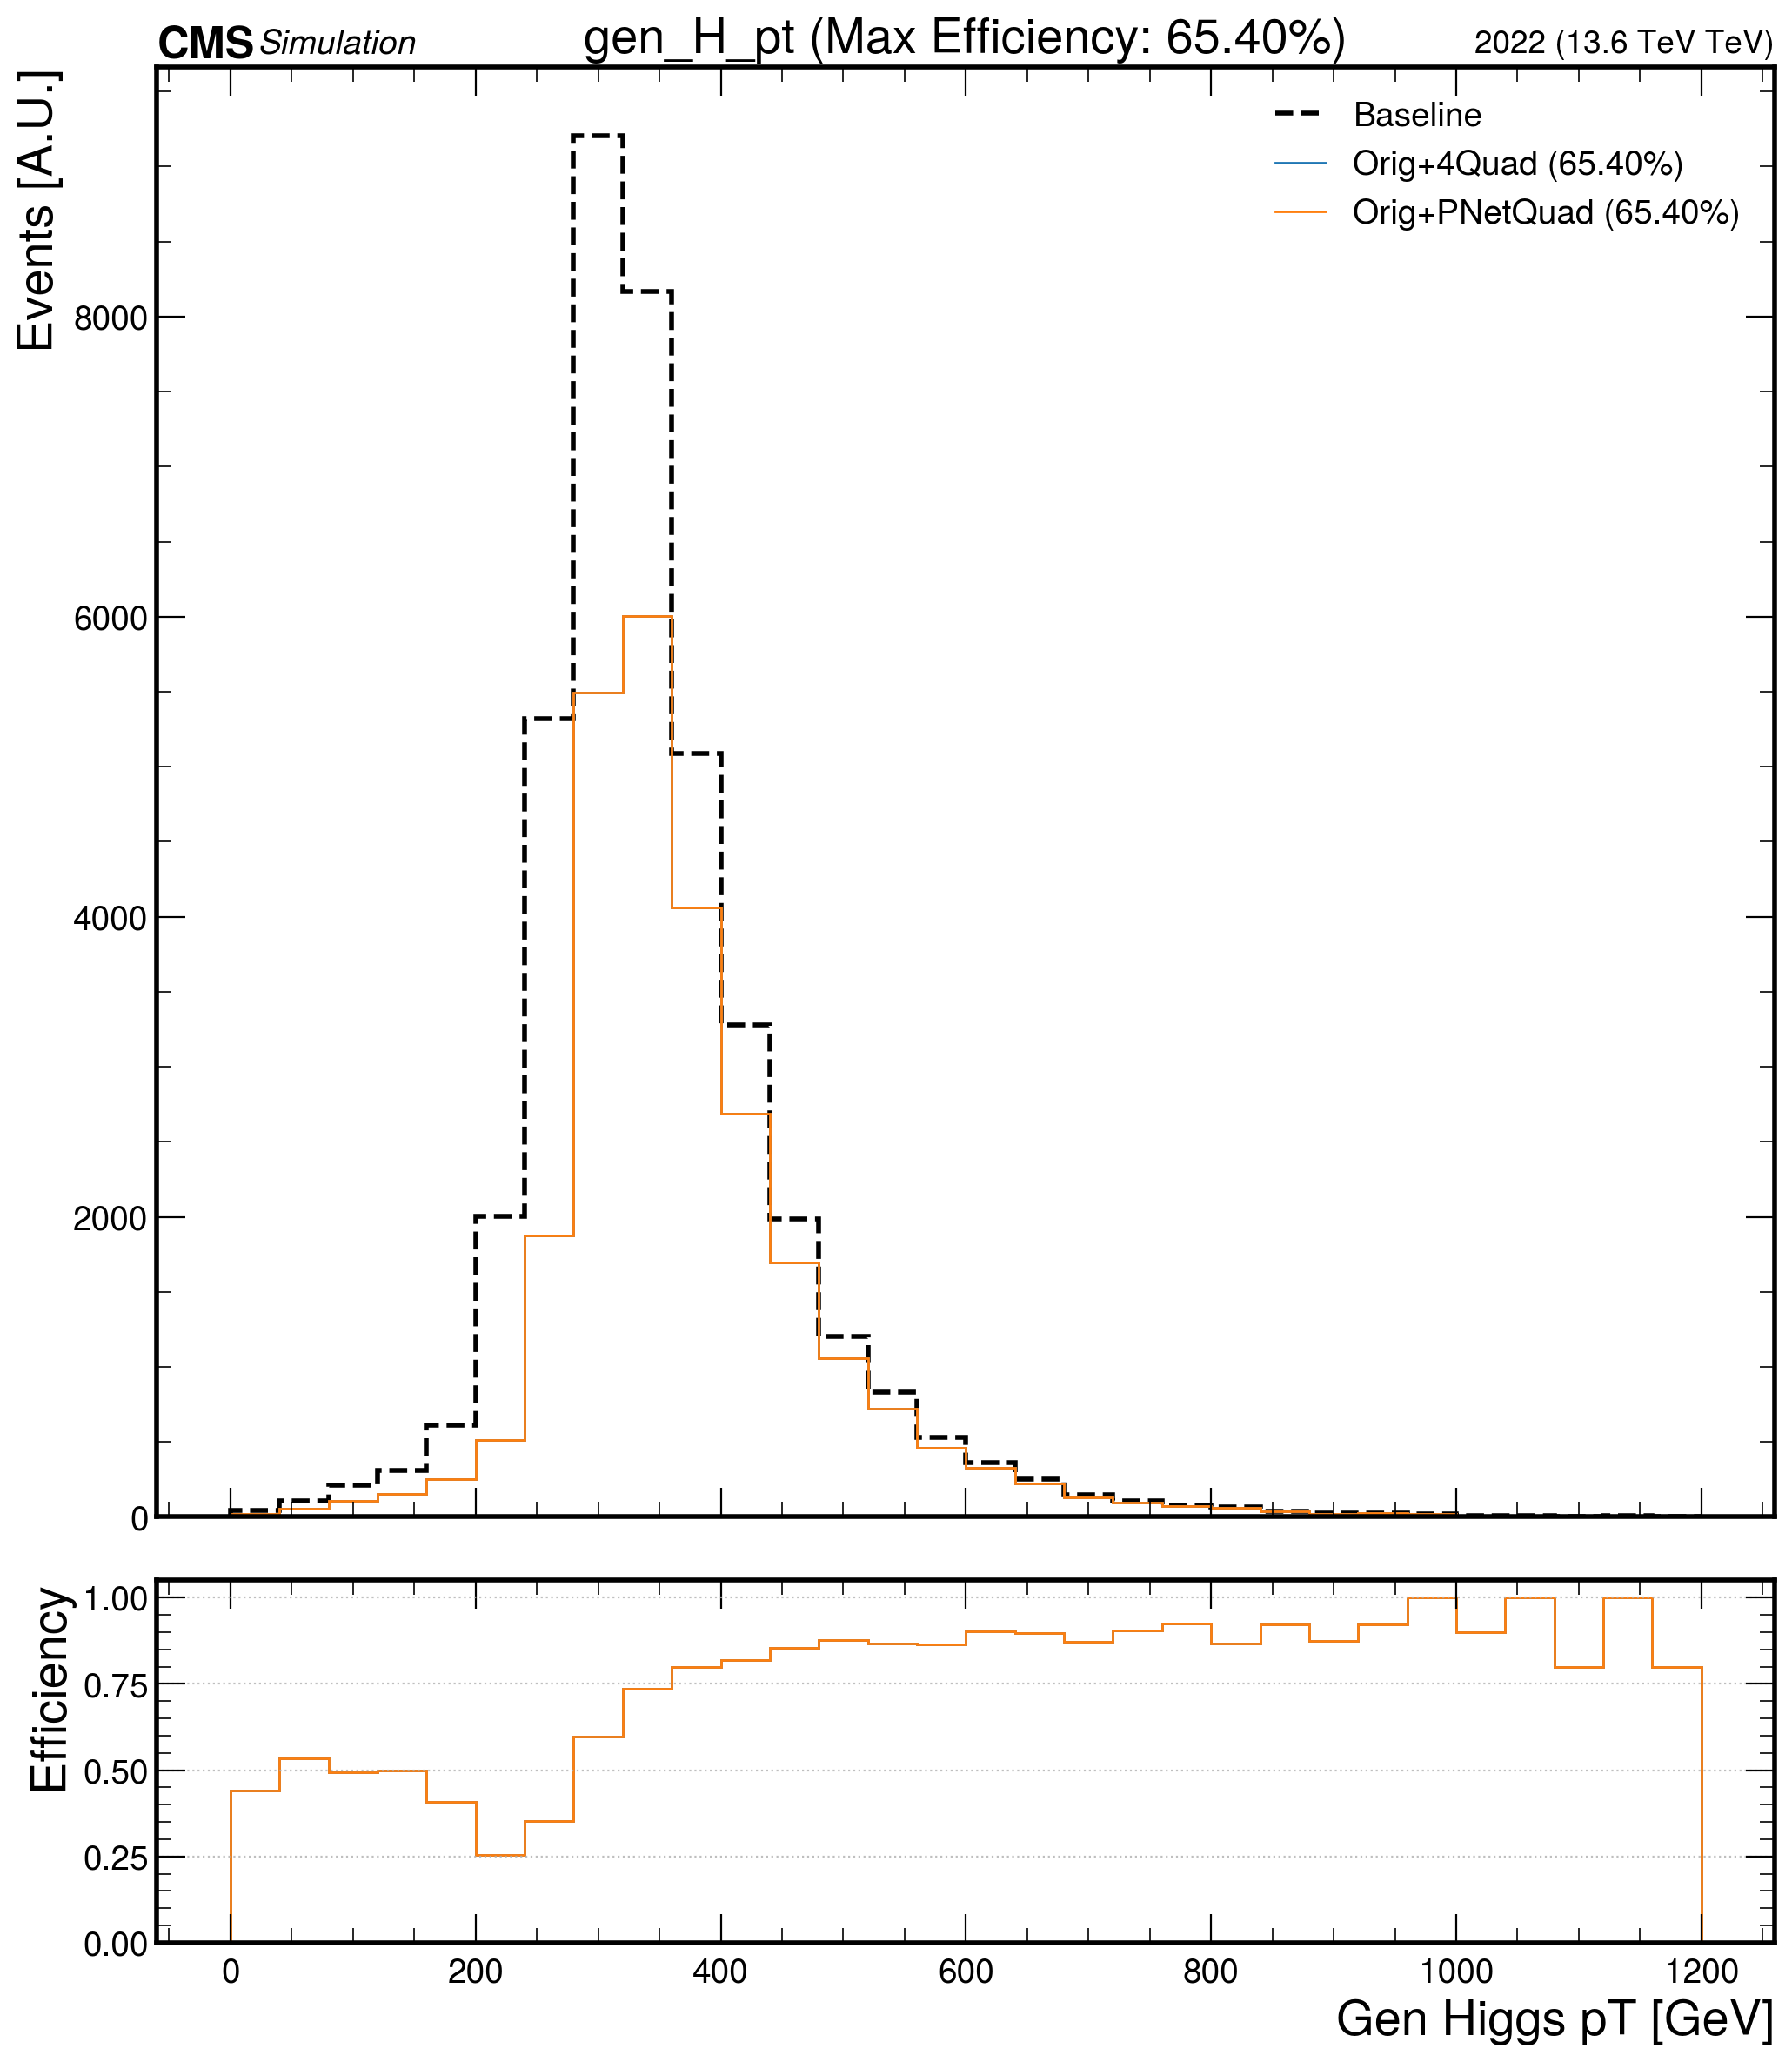 CMS Simulation
gen_H_pt (Max Efficiency: 65.40%)
2022 (13.6 TeV TeV)
Events [A.U.]
Baseline
Orig+4Quad (65.40%)
Orig+PNetQuad (65.40%)
8000
6000
4000
2000
0
Efficiency
1.00
0.75
0.50
0.25
0.00
0 200 400 600 800 1000 1200
Gen Higgs pT [GeV]